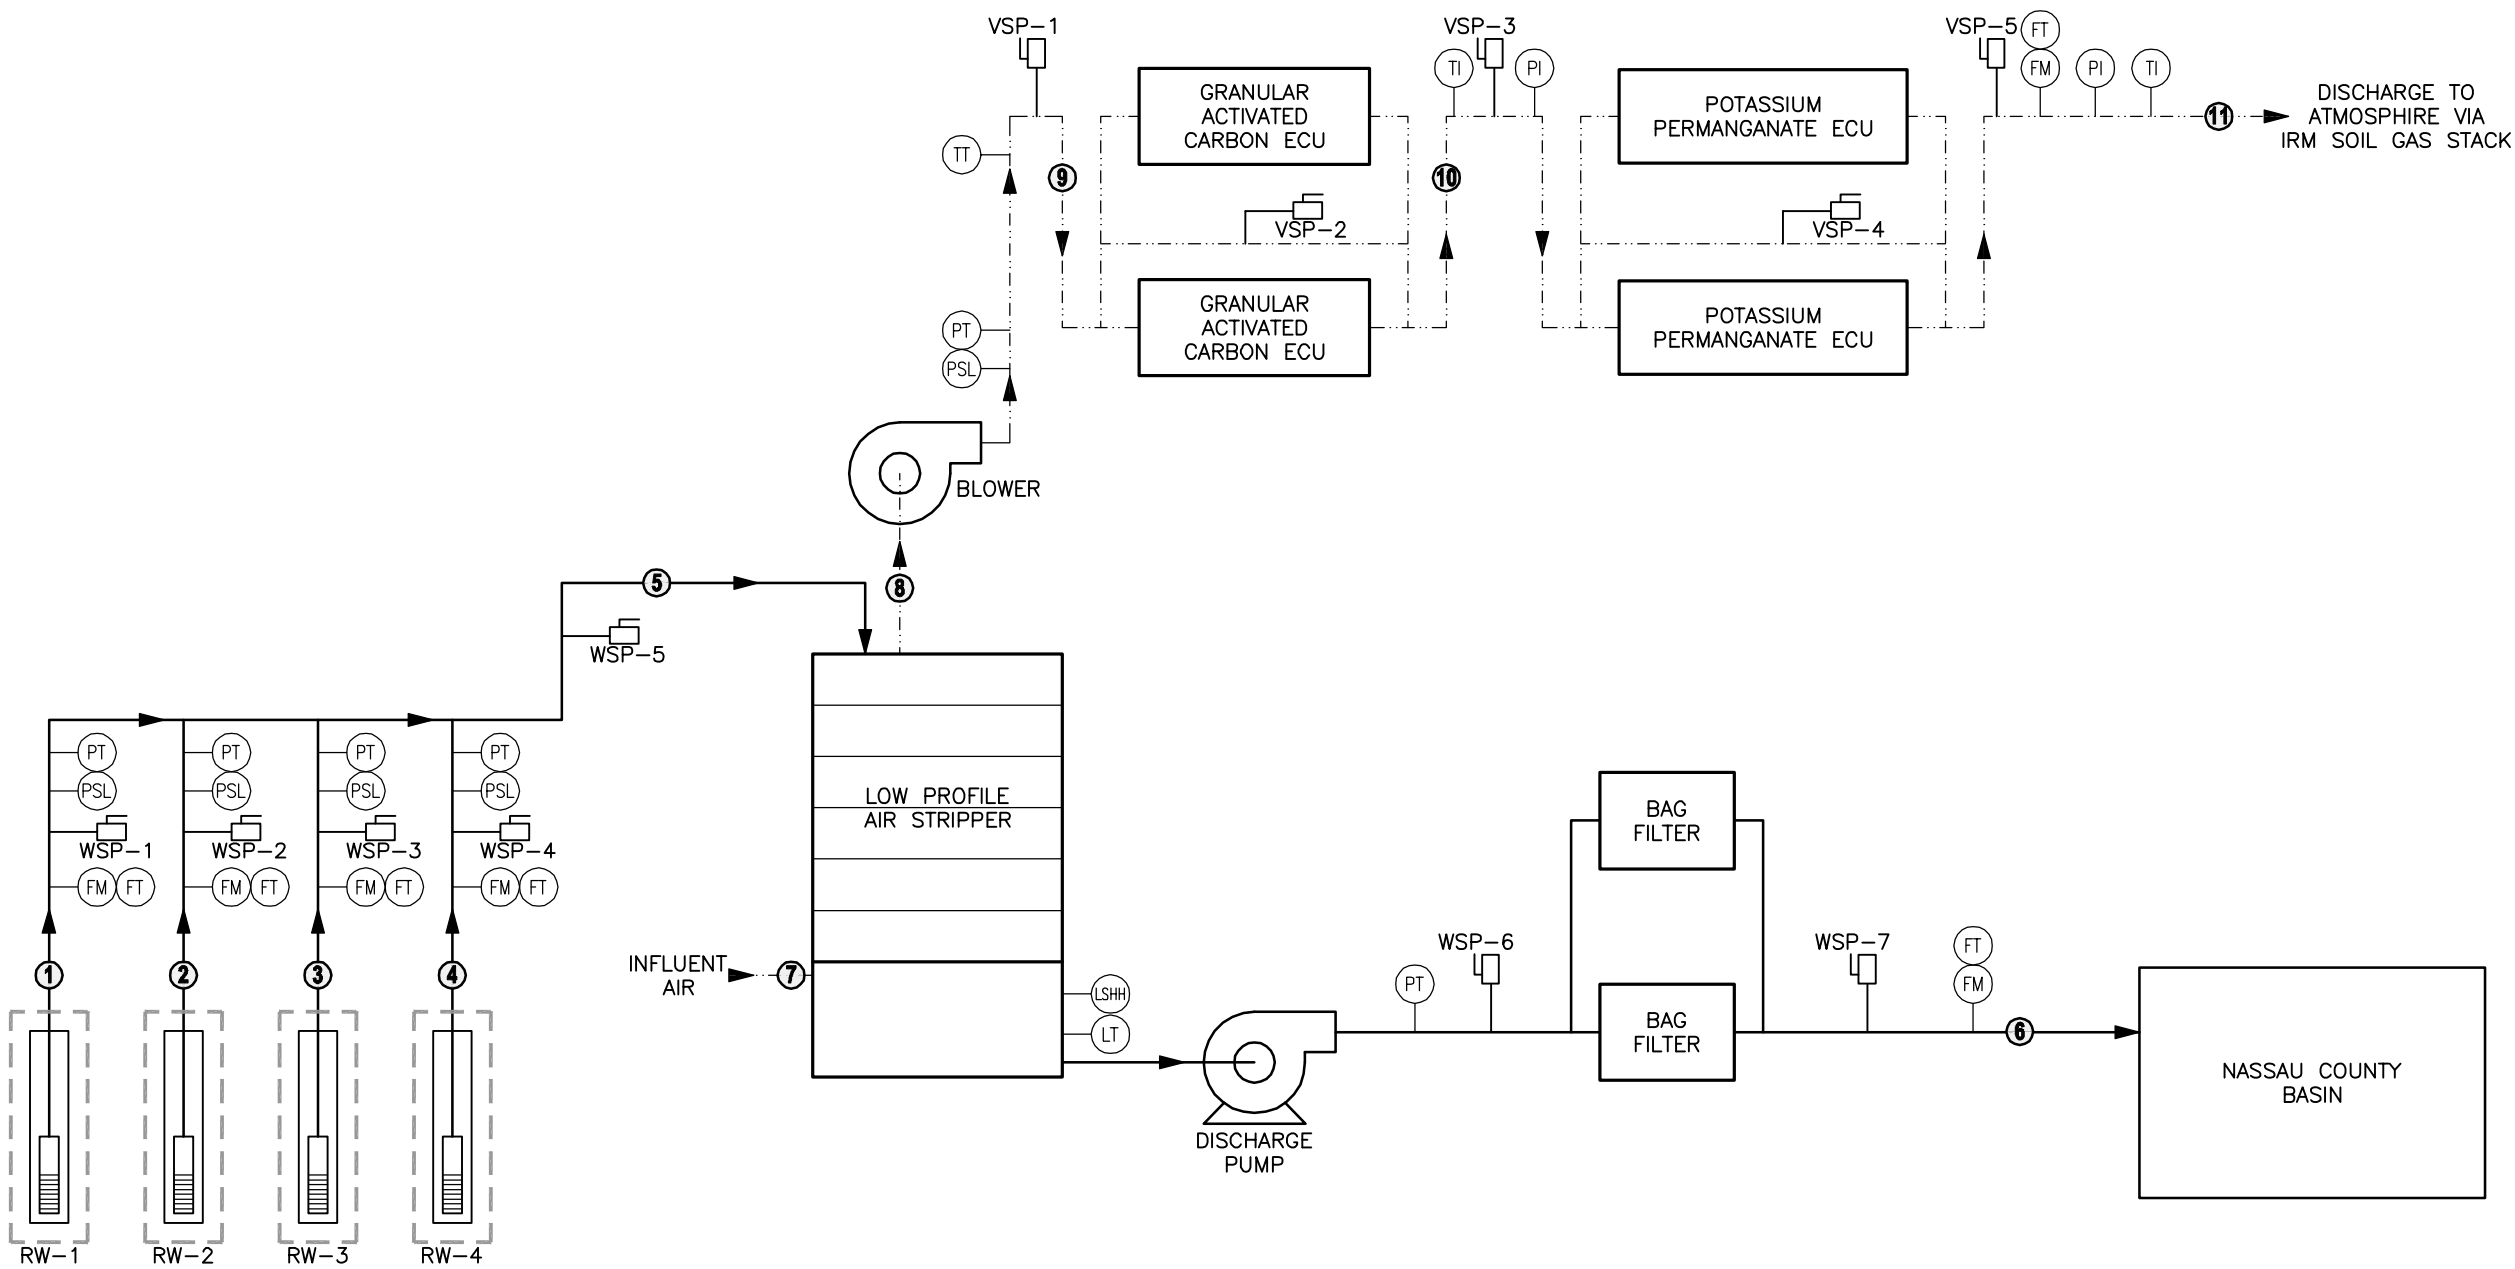 VSP-1
VSP-3
VSP-5
FT
FM
PI
TI
TI
PI
GRANULAR
ACTIVATED
CARBON ECU
POTASSIUM
PERMANGANATE ECU
11
DISCHARGE TO
ATMOSPHIRE VIA
IRM SOIL GAS STACK
TT
9
10
VSP-2
VSP-4
PT
PSL
GRANULAR
ACTIVATED
CARBON ECU
POTASSIUM
PERMANGANATE ECU
BLOWER
5
8
WSP-5
PT
PSL
WSP-1
FM
FT
PT
PSL
WSP-2
FM
FT
PT
PSL
WSP-3
FM
FT
PT
PSL
WSP-4
FM
FT
LOW PROFILE
AIR STRIPPER
BAG
FILTER
1
2
3
4
INFLUENT
AIR
7
LSHH
LT
WSP-6
PT
WSP-7
FT
FM
BAG
FILTER
6
NASSAU COUNTY
BASIN
DISCHARGE
PUMP
RW-1
RW-2
RW-3
RW-4